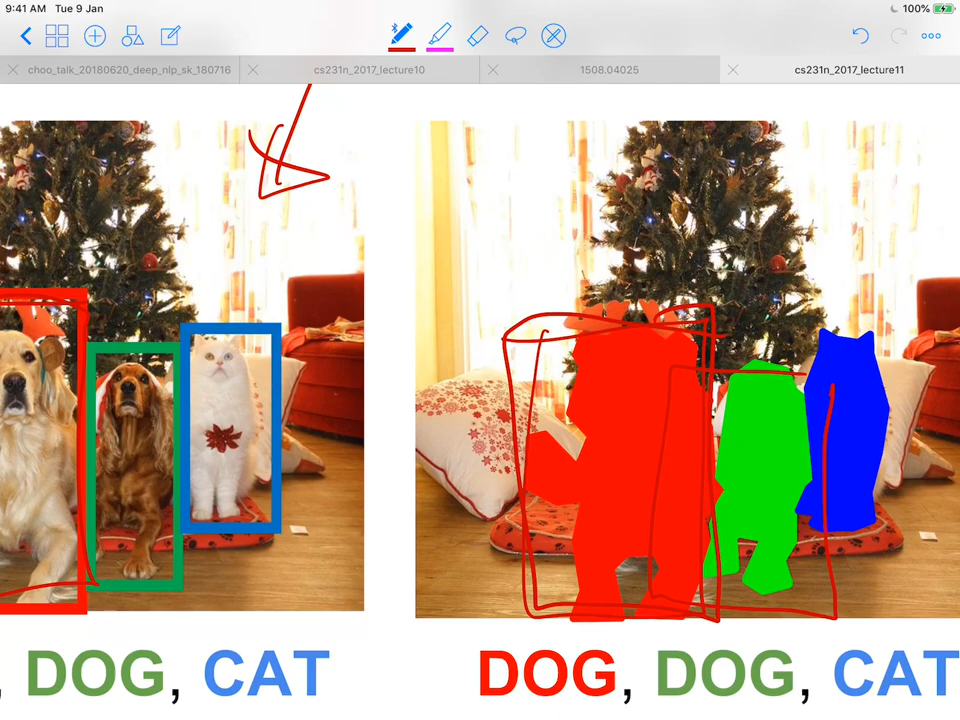 9:41 AM Tue 9 Jan
100%
choo_talk_20180620_deep_nlp_sk_180716
cs231n_2017_lecture10
1508.04025
cs231n_2017_lecture11
, DOG, CAT
DOG, DOG, CAT